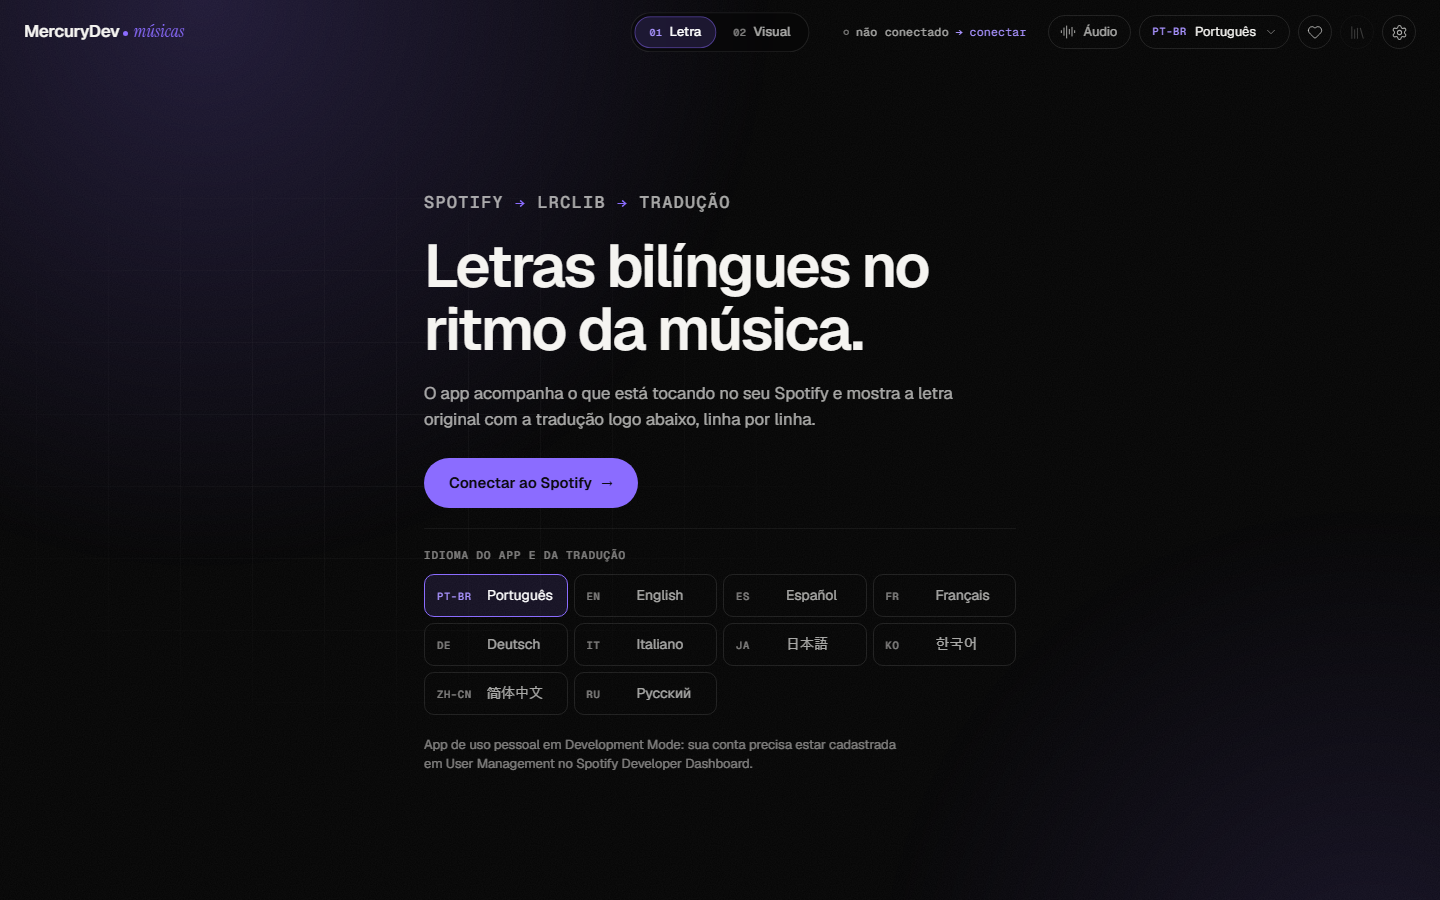 MercuryDev • músicas
01 Letra
02 Visual
não conectado → conectar
Áudio
PT-BR Português
SPOTIFY → LRCLIB → TRADUÇÃO
Letras bilíngues no
ritmo da música.
O app acompanha o que está tocando no seu Spotify e mostra a letra
original com a tradução logo abaixo, linha por linha.
Conectar ao Spotify →
IDIOMA DO APP E DA TRADUÇÃO
PT-BR Português
EN English
ES Español
FR Français
DE Deutsch
IT Italiano
JA 日本語
KO 한국어
ZH-CN 简体中文
RU Русский
App de uso pessoal em Development Mode: sua conta precisa estar cadastrada
em User Management no Spotify Developer Dashboard.